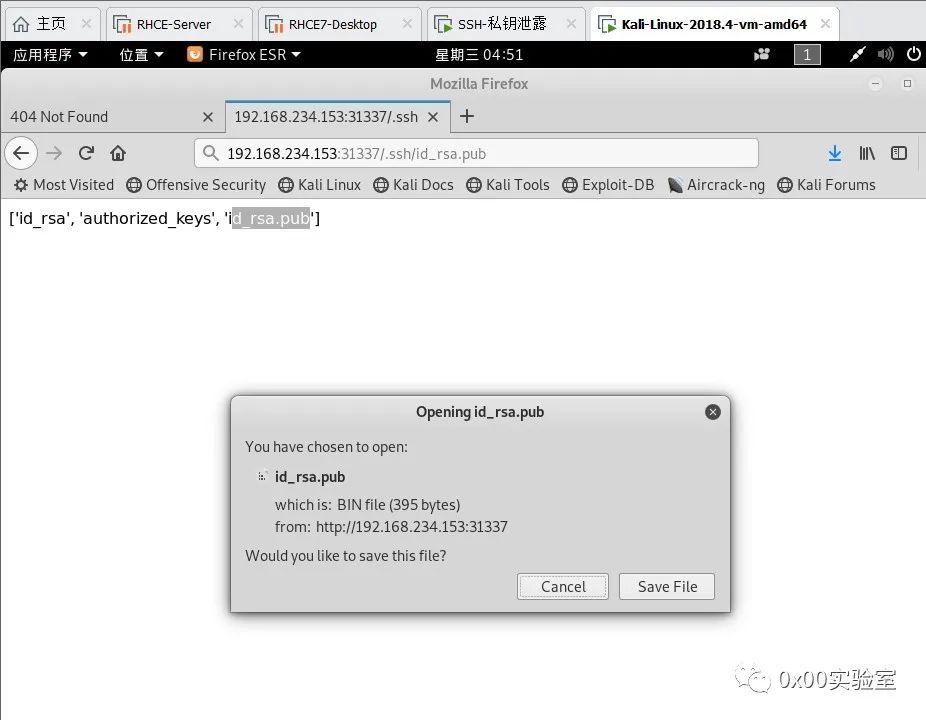 主页 RHCE-Server RHCE7-Desktop SSH-私钥泄露 Kali-Linux-2018.4-vm-amd64
应用程序 位置 Firefox ESR 星期三 04:51 1
Mozilla Firefox
404 Not Found 192.168.234.153:31337/.ssh
192.168.234.153:31337/.ssh/id_rsa.pub
Most Visited Offensive Security Kali Linux Kali Docs Kali Tools Exploit-DB Aircrack-ng Kali Forums
['id_rsa', 'authorized_keys', 'id_rsa.pub']
Opening id_rsa.pub
You have chosen to open:
id_rsa.pub
which is: BIN file (395 bytes)
from: http://192.168.234.153:31337
Would you like to save this file?
Cancel Save File
0x00实验室